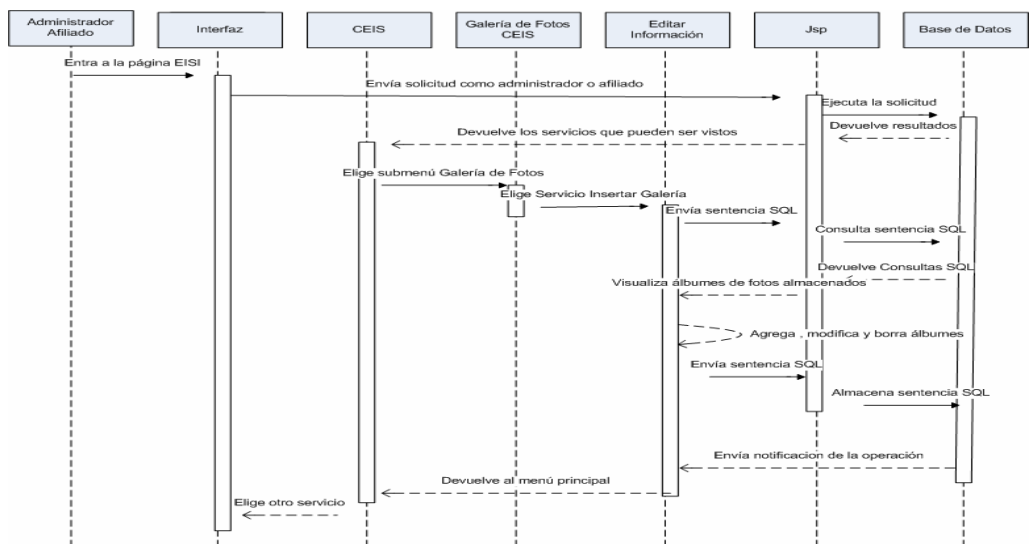 Administrador
Afiliado
Interfaz
CEIS
Galería de Fotos
CEIS
Editar
Información
Jsp
Base de Datos
Entra a la página EISI
Envía solicitud como administrador o afiliado
Ejecuta la solicitud
Devuelve resultados
Devuelve los servicios que pueden ser vistos
Elige submenú Galería de Fotos
Elige Servicio Insertar Galería
Envía sentencia SQL
Consulta sentencia SQL
Devuelve Consultas SQL
Visualiza álbumes de fotos almacenados
Agrega , modifica y borra álbumes
Envía sentencia SQL
Almacena sentencia SQL
Envía notificacion de la operación
Devuelve al menú principal
Elige otro servicio